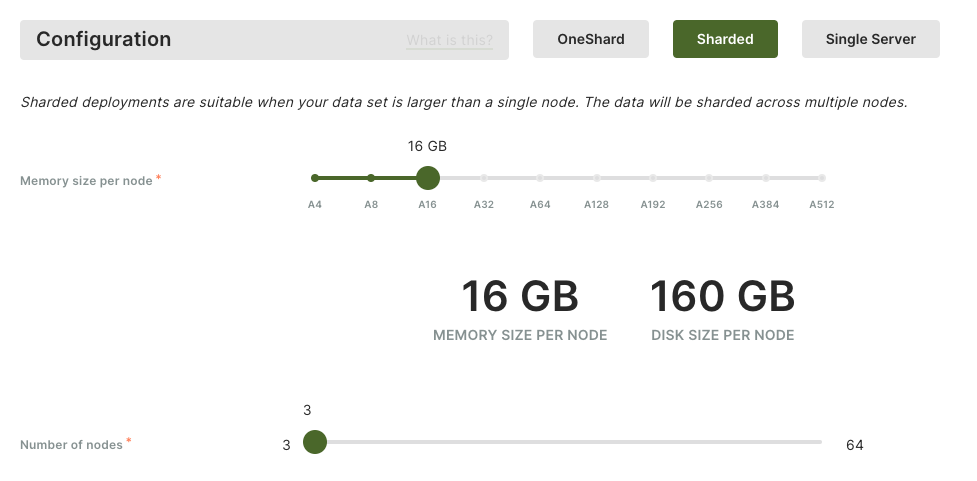 Configuration What is this? OneShard Sharded Single Server
Sharded deployments are suitable when your data set is larger than a single node. The data will be sharded across multiple nodes.
16 GB
Memory size per node *
A4 A8 A16 A32 A64 A128 A192 A256 A384 A512
16 GB 160 GB
MEMORY SIZE PER NODE DISK SIZE PER NODE
3
Number of nodes * 3 64